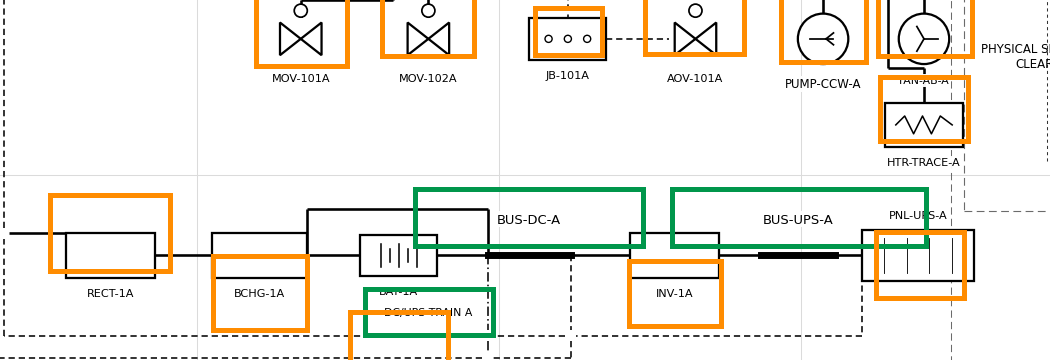 MOV-101A
MOV-102A
JB-101A
AOV-101A
PUMP-CCW-A
FAN-AB-A
PHYSICAL S
CLEAR
HTR-TRACE-A
BUS-DC-A
BUS-UPS-A
PNL-UPS-A
RECT-1A
BCHG-1A
BAT-1A
INV-1A
DC/UPS TRAIN A